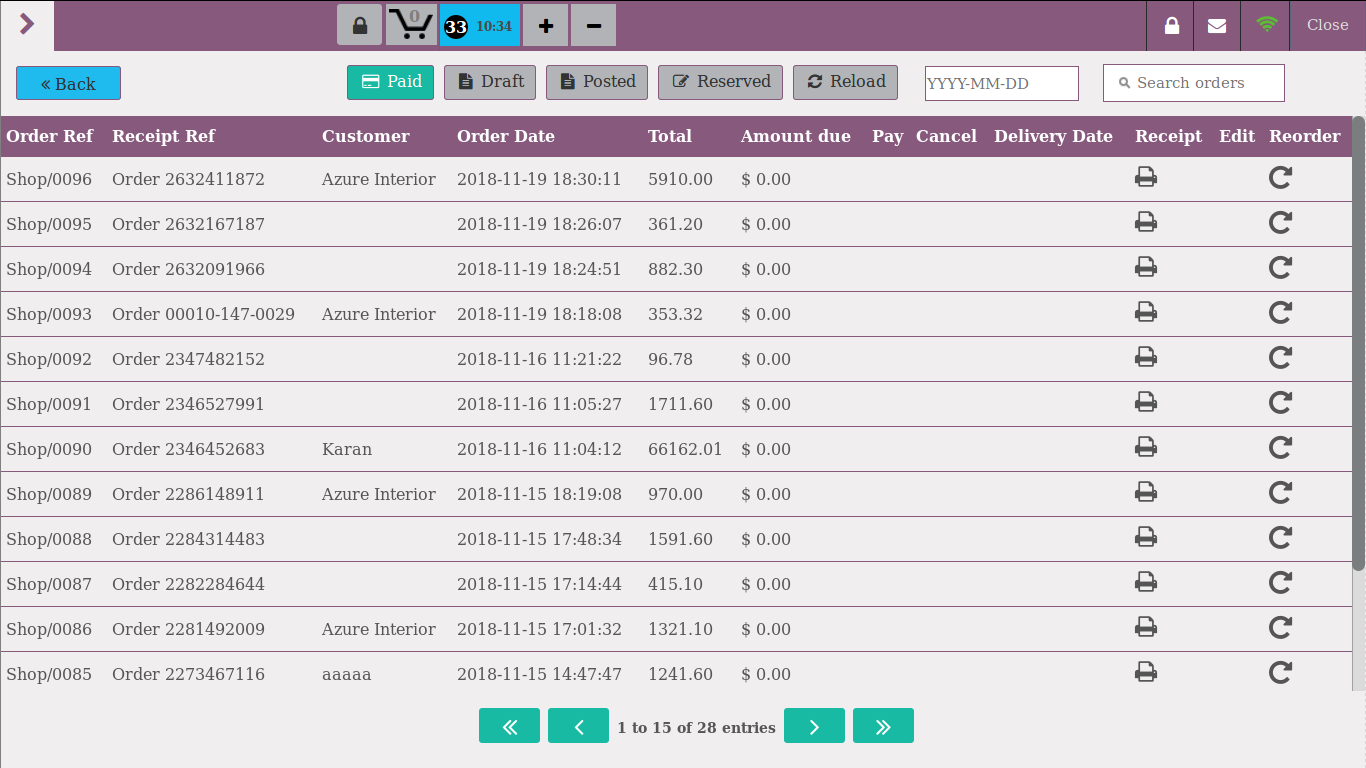 0 33 10:34 + − Close
« Back Paid Draft Posted Reserved Reload YYYY-MM-DD Search orders
Order Ref Receipt Ref Customer Order Date Total Amount due Pay Cancel Delivery Date Receipt Edit Reorder
Shop/0096 Order 2632411872 Azure Interior 2018-11-19 18:30:11 5910.00 $ 0.00
Shop/0095 Order 2632167187 2018-11-19 18:26:07 361.20 $ 0.00
Shop/0094 Order 2632091966 2018-11-19 18:24:51 882.30 $ 0.00
Shop/0093 Order 00010-147-0029 Azure Interior 2018-11-19 18:18:08 353.32 $ 0.00
Shop/0092 Order 2347482152 2018-11-16 11:21:22 96.78 $ 0.00
Shop/0091 Order 2346527991 2018-11-16 11:05:27 1711.60 $ 0.00
Shop/0090 Order 2346452683 Karan 2018-11-16 11:04:12 66162.01 $ 0.00
Shop/0089 Order 2286148911 Azure Interior 2018-11-15 18:19:08 970.00 $ 0.00
Shop/0088 Order 2284314483 2018-11-15 17:48:34 1591.60 $ 0.00
Shop/0087 Order 2282284644 2018-11-15 17:14:44 415.10 $ 0.00
Shop/0086 Order 2281492009 Azure Interior 2018-11-15 17:01:32 1321.10 $ 0.00
Shop/0085 Order 2273467116 aaaaa 2018-11-15 14:47:47 1241.60 $ 0.00
1 to 15 of 28 entries